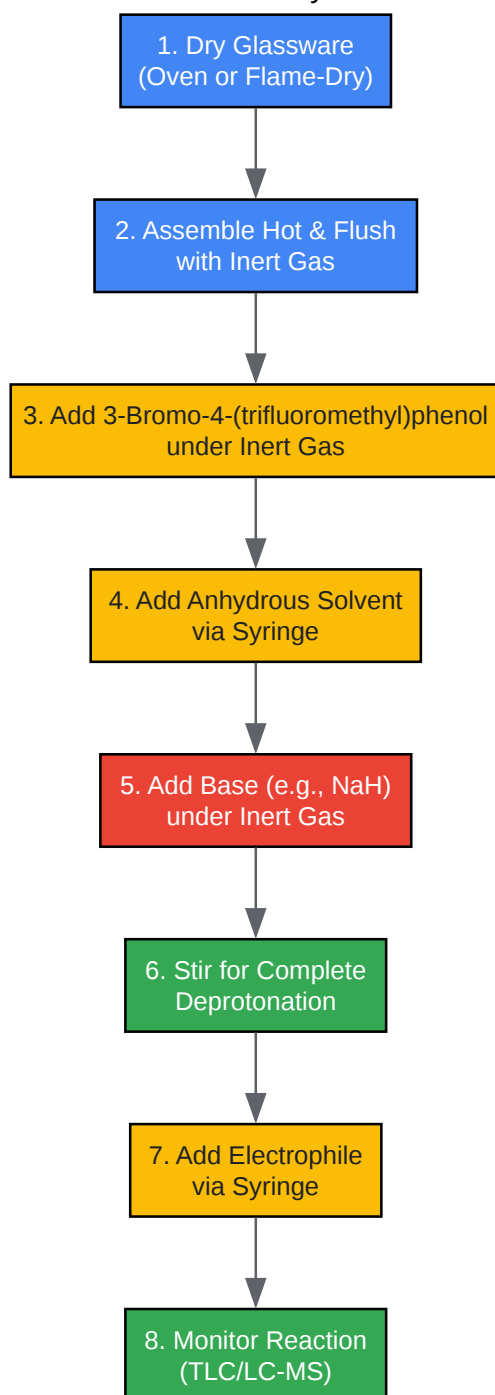 1. Dry Glassware
(Oven or Flame-Dry)
2. Assemble Hot & Flush
with Inert Gas
3. Add 3-Bromo-4-(trifluoromethyl)phenol
under Inert Gas
4. Add Anhydrous Solvent
via Syringe
5. Add Base (e.g., NaH)
under Inert Gas
6. Stir for Complete
Deprotonation
7. Add Electrophile
via Syringe
8. Monitor Reaction
(TLC/LC-MS)